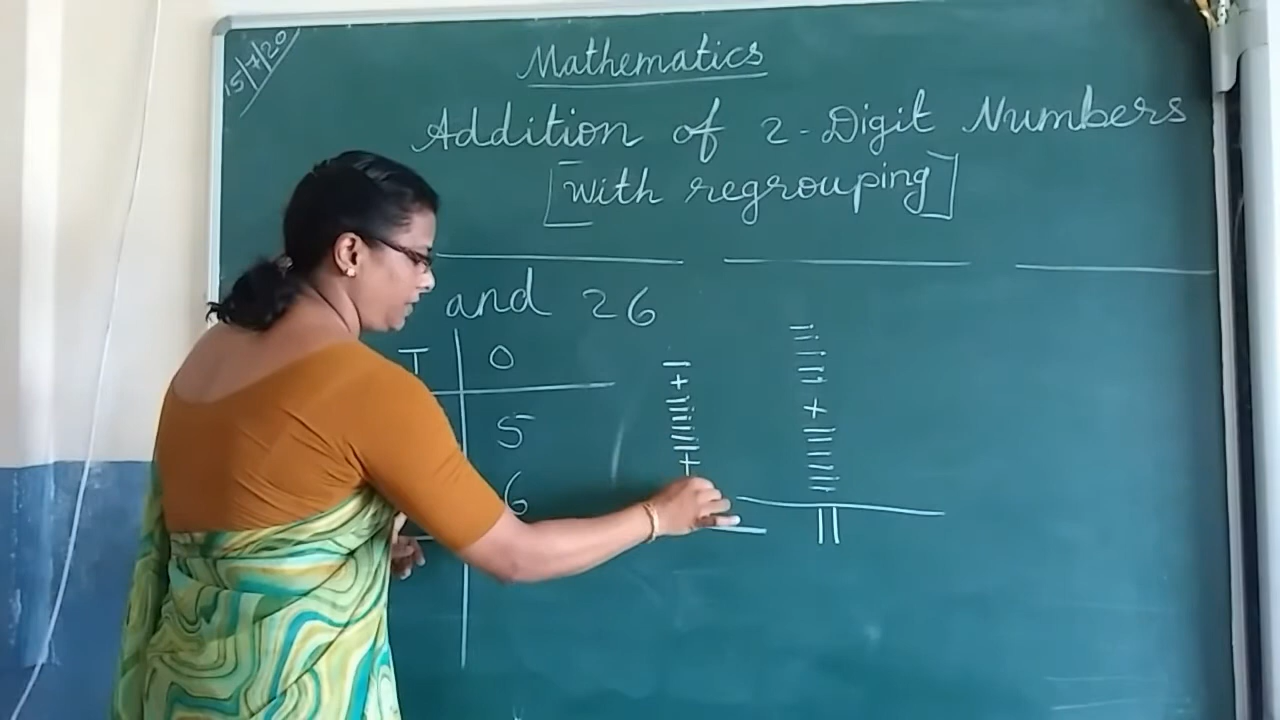 15/7/20
Mathematics
Addition of 2-Digit Numbers
[with regrouping]
and 26
T O
5
6
+
+
+
11